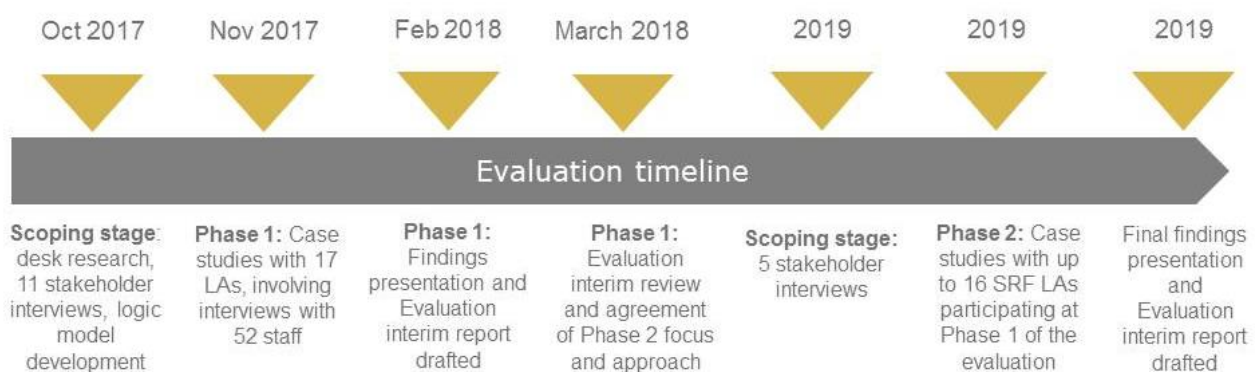 Oct 2017
Nov 2017
Feb 2018
March 2018
2019
2019
2019
Evaluation timeline
Scoping stage:
desk research,
11 stakeholder
interviews, logic
model
development
Phase 1: Case
studies with 17
LAs, involving
interviews with
52 staff
Phase 1:
Findings
presentation and
Evaluation
interim report
drafted
Phase 1:
Evaluation
interim review
and agreement
of Phase 2 focus
and approach
Scoping stage:
5 stakeholder
interviews
Phase 2: Case
studies with up
to 16 SRF LAs
participating at
Phase 1 of the
evaluation
Final findings
presentation
and
Evaluation
interim report
drafted